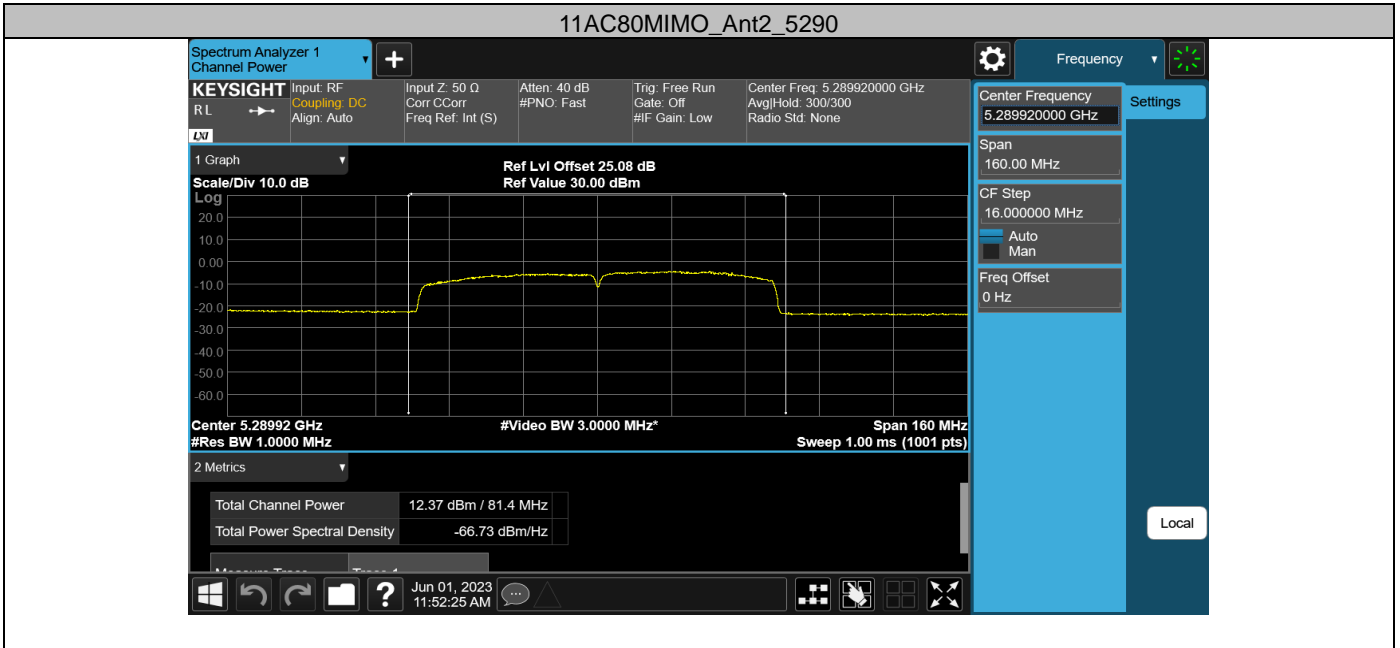 11AC80MIMO_Ant2_5290
Spectrum Analyzer 1
Channel Power
Frequency
KEYSIGHT
R L
LXI
Input: RF
Coupling: DC
Align: Auto
Input Z: 50 Ω
Corr CCorr
Freq Ref: Int (S)
Atten: 40 dB
#PNO: Fast
Trig: Free Run
Gate: Off
#IF Gain: Low
Center Freq: 5.289920000 GHz
Avg|Hold: 300/300
Radio Std: None
Center Frequency
5.289920000 GHz
Settings
Span
160.00 MHz
CF Step
16.000000 MHz
Auto
Man
Freq Offset
0 Hz
Local
1 Graph
Scale/Div 10.0 dB
Ref Lvl Offset 25.08 dB
Ref Value 30.00 dBm
Log
20.0
10.0
0.00
-10.0
-20.0
-30.0
-40.0
-50.0
-60.0
Center 5.28992 GHz
#Res BW 1.0000 MHz
#Video BW 3.0000 MHz*
Span 160 MHz
Sweep 1.00 ms (1001 pts)
2 Metrics
Total Channel Power 12.37 dBm / 81.4 MHz
Total Power Spectral Density -66.73 dBm/Hz
Measure Trace Trace 1
?
Jun 01, 2023
11:52:25 AM